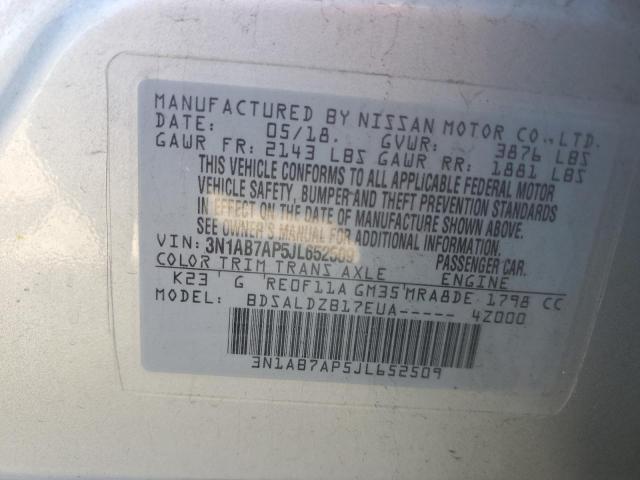 MANUFACTURED BY NISSAN MOTOR CO., LTD.
DATE: 05/18. GVWR: 3876 LBS
GAWR FR: 2143 LBS GAWR RR: 1881 LBS
THIS VEHICLE CONFORMS TO ALL APPLICABLE FEDERAL MOTOR
VEHICLE SAFETY, BUMPER AND THEFT PREVENTION STANDARDS
IN EFFECT ON THE DATE OF MANUFACTURE SHOWN ABOVE.
SEE OWNER'S MANUAL FOR ADDITIONAL INFORMATION.
VIN: 3N1AB7AP5JL652509 PASSENGER CAR.
COLOR TRIM TRANS AXLE ENGINE
K23 G RE0F11A GM35 MRA8DE 1798 CC
MODEL: BDSALDZB17EUA----- 4Z000
3N1AB7AP5JL652509